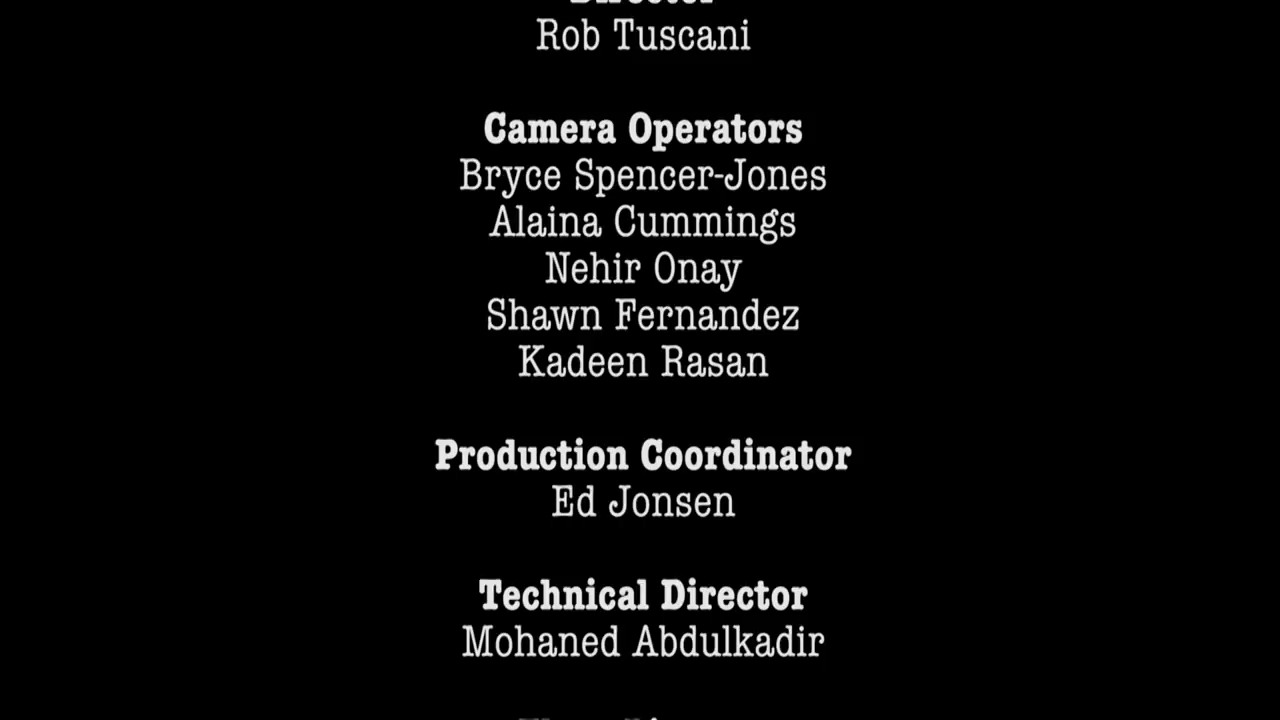 Director
Rob Tuscani
Camera Operators
Bryce Spencer-Jones
Alaina Cummings
Nehir Onay
Shawn Fernandez
Kadeen Rasan
Production Coordinator
Ed Jonsen
Technical Director
Mohaned Abdulkadir